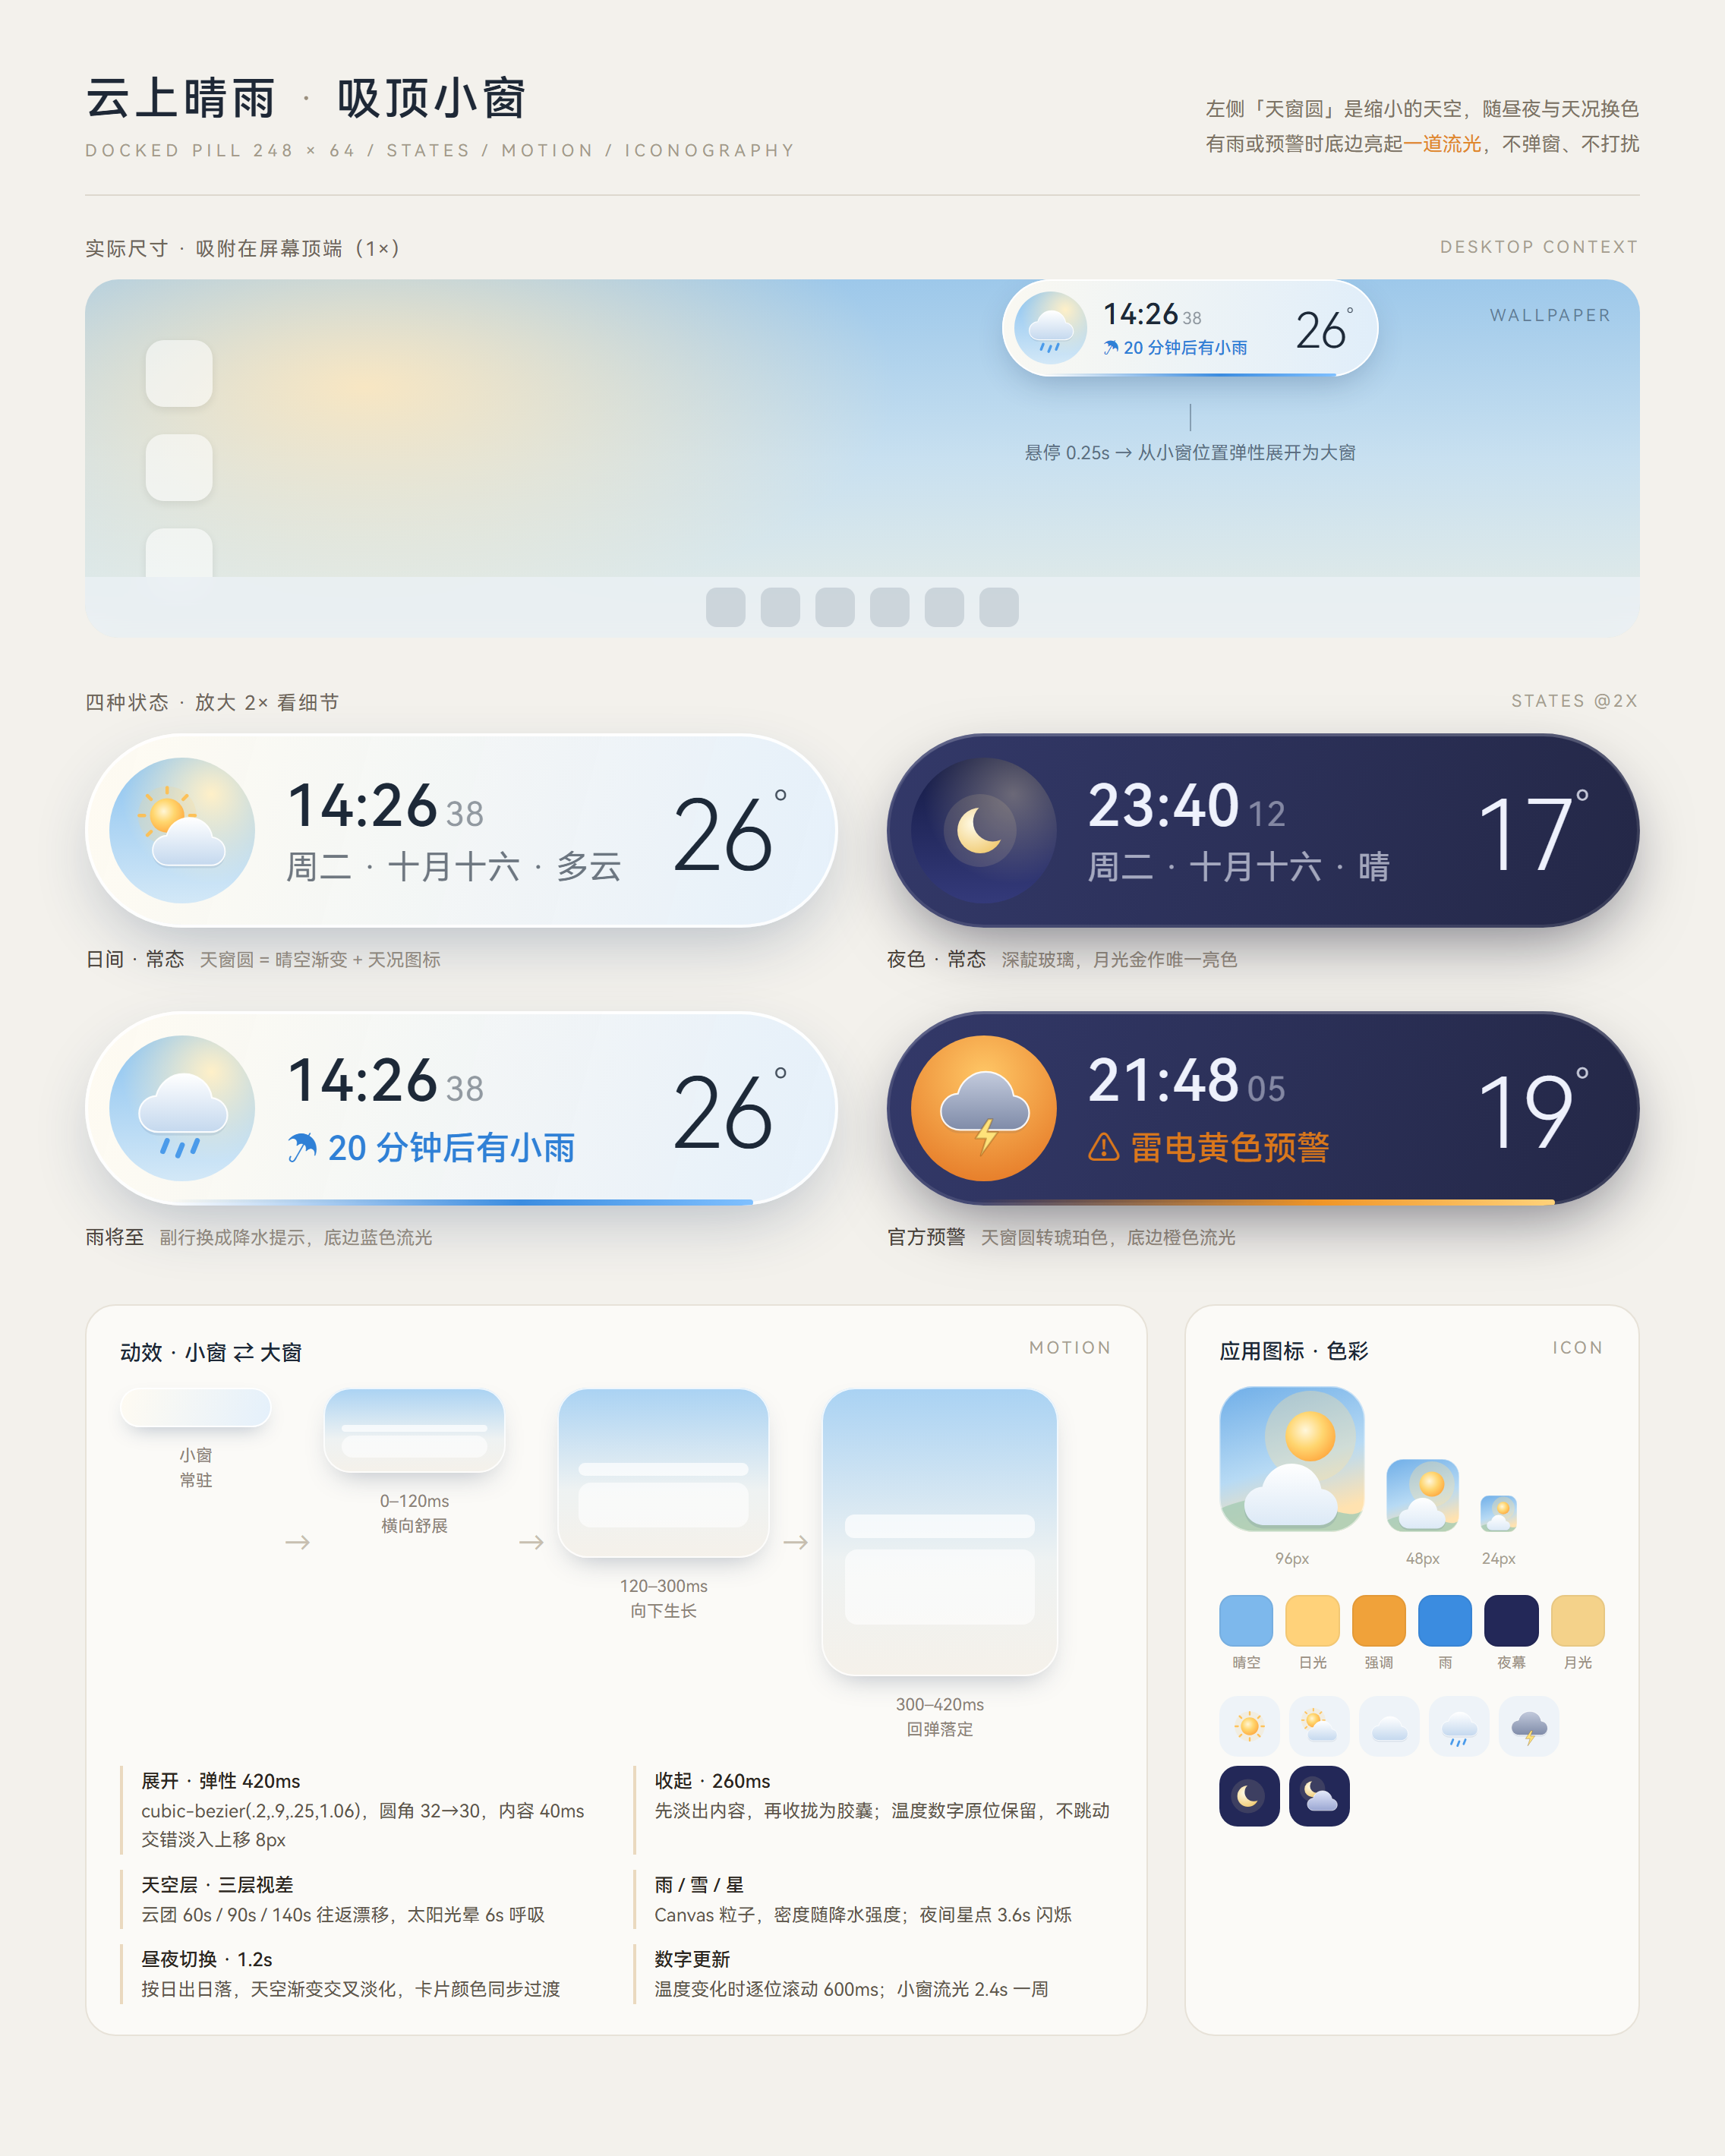 云上晴雨 · 吸顶小窗
DOCKED PILL 248 × 64 / STATES / MOTION / ICONOGRAPHY
左侧「天窗圆」是缩小的天空，随昼夜与天况换色
有雨或预警时底边亮起一道流光，不弹窗、不打扰
实际尺寸 · 吸附在屏幕顶端（1×）
DESKTOP CONTEXT
14:26 38
20 分钟后有小雨
26°
WALLPAPER
悬停 0.25s → 从小窗位置弹性展开为大窗
四种状态 · 放大 2× 看细节
STATES @2X
14:26 38
周二 · 十月十六 · 多云
26°
23:40 12
周二 · 十月十六 · 晴
17°
日间 · 常态 天窗圆 = 晴空渐变 + 天况图标
夜色 · 常态 深靛玻璃，月光金作唯一亮色
14:26 38
20 分钟后有小雨
26°
21:48 05
雷电黄色预警
19°
雨将至 副行换成降水提示，底边蓝色流光
官方预警 天窗圆转琥珀色，底边橙色流光
动效 · 小窗 ⇄ 大窗
MOTION
小窗
常驻
→
0–120ms
横向舒展
→
120–300ms
向下生长
→
300–420ms
回弹落定
展开 · 弹性 420ms
cubic-bezier(.2,.9,.25,1.06)，圆角 32→30，内容 40ms
交错淡入上移 8px
收起 · 260ms
先淡出内容，再收拢为胶囊；温度数字原位保留，不跳动
天空层 · 三层视差
云团 60s / 90s / 140s 往返漂移，太阳光晕 6s 呼吸
雨 / 雪 / 星
Canvas 粒子，密度随降水强度；夜间星点 3.6s 闪烁
昼夜切换 · 1.2s
按日出日落，天空渐变交叉淡化，卡片颜色同步过渡
数字更新
温度变化时逐位滚动 600ms；小窗流光 2.4s 一周
应用图标 · 色彩
ICON
96px
48px
24px
晴空
日光
强调
雨
夜幕
月光